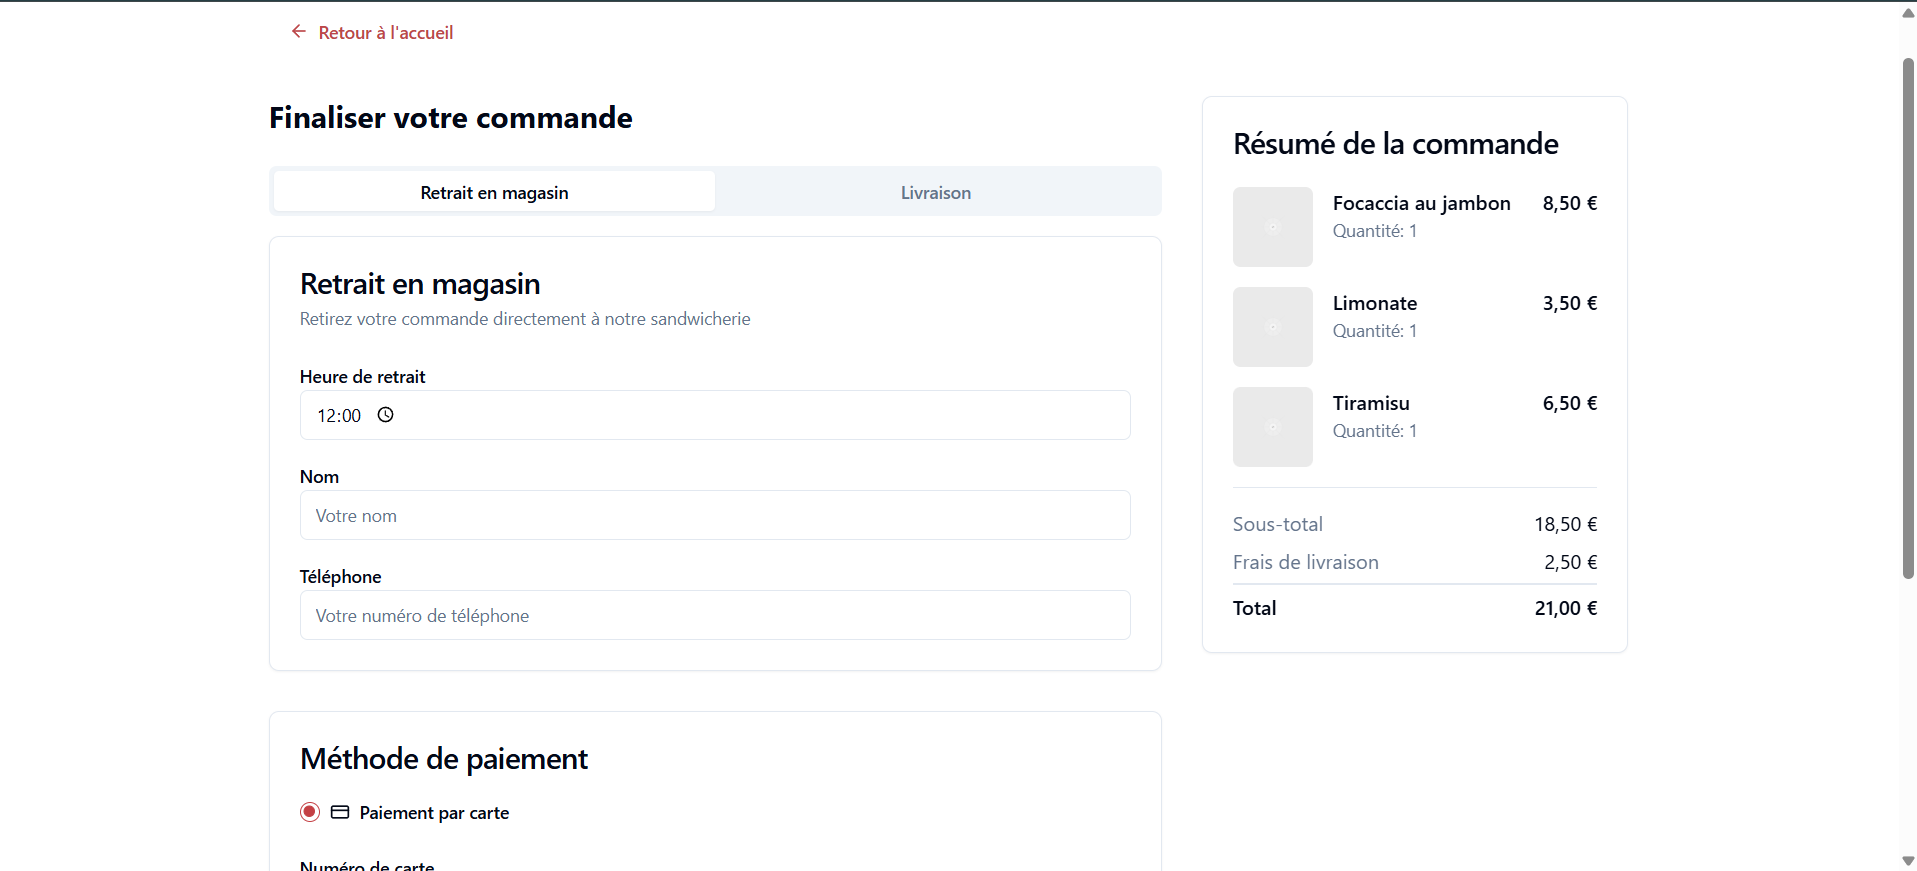 Retour à l'accueil
Finaliser votre commande
Retrait en magasin
Livraison
Retrait en magasin
Retirez votre commande directement à notre sandwicherie
Heure de retrait
12:00
Nom
Votre nom
Téléphone
Votre numéro de téléphone
Méthode de paiement
Paiement par carte
Numéro de carte
Résumé de la commande
Focaccia au jambon 8,50 €
Quantité: 1
Limonate 3,50 €
Quantité: 1
Tiramisu 6,50 €
Quantité: 1
Sous-total 18,50 €
Frais de livraison 2,50 €
Total 21,00 €